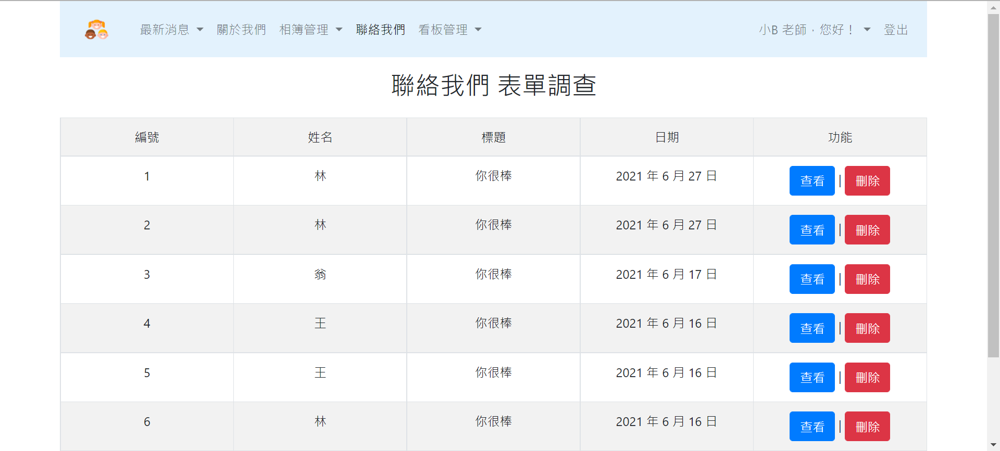 最新消息 關於我們 相簿管理 聯絡我們 看板管理 小B 老師，您好！ 登出
聯絡我們 表單調查
編號 姓名 標題 日期 功能
1 林 你很棒 2021 年 6 月 27 日 查看 | 刪除
2 林 你很棒 2021 年 6 月 27 日 查看 | 刪除
3 翁 你很棒 2021 年 6 月 17 日 查看 | 刪除
4 王 你很棒 2021 年 6 月 16 日 查看 | 刪除
5 王 你很棒 2021 年 6 月 16 日 查看 | 刪除
6 林 你很棒 2021 年 6 月 16 日 查看 | 刪除